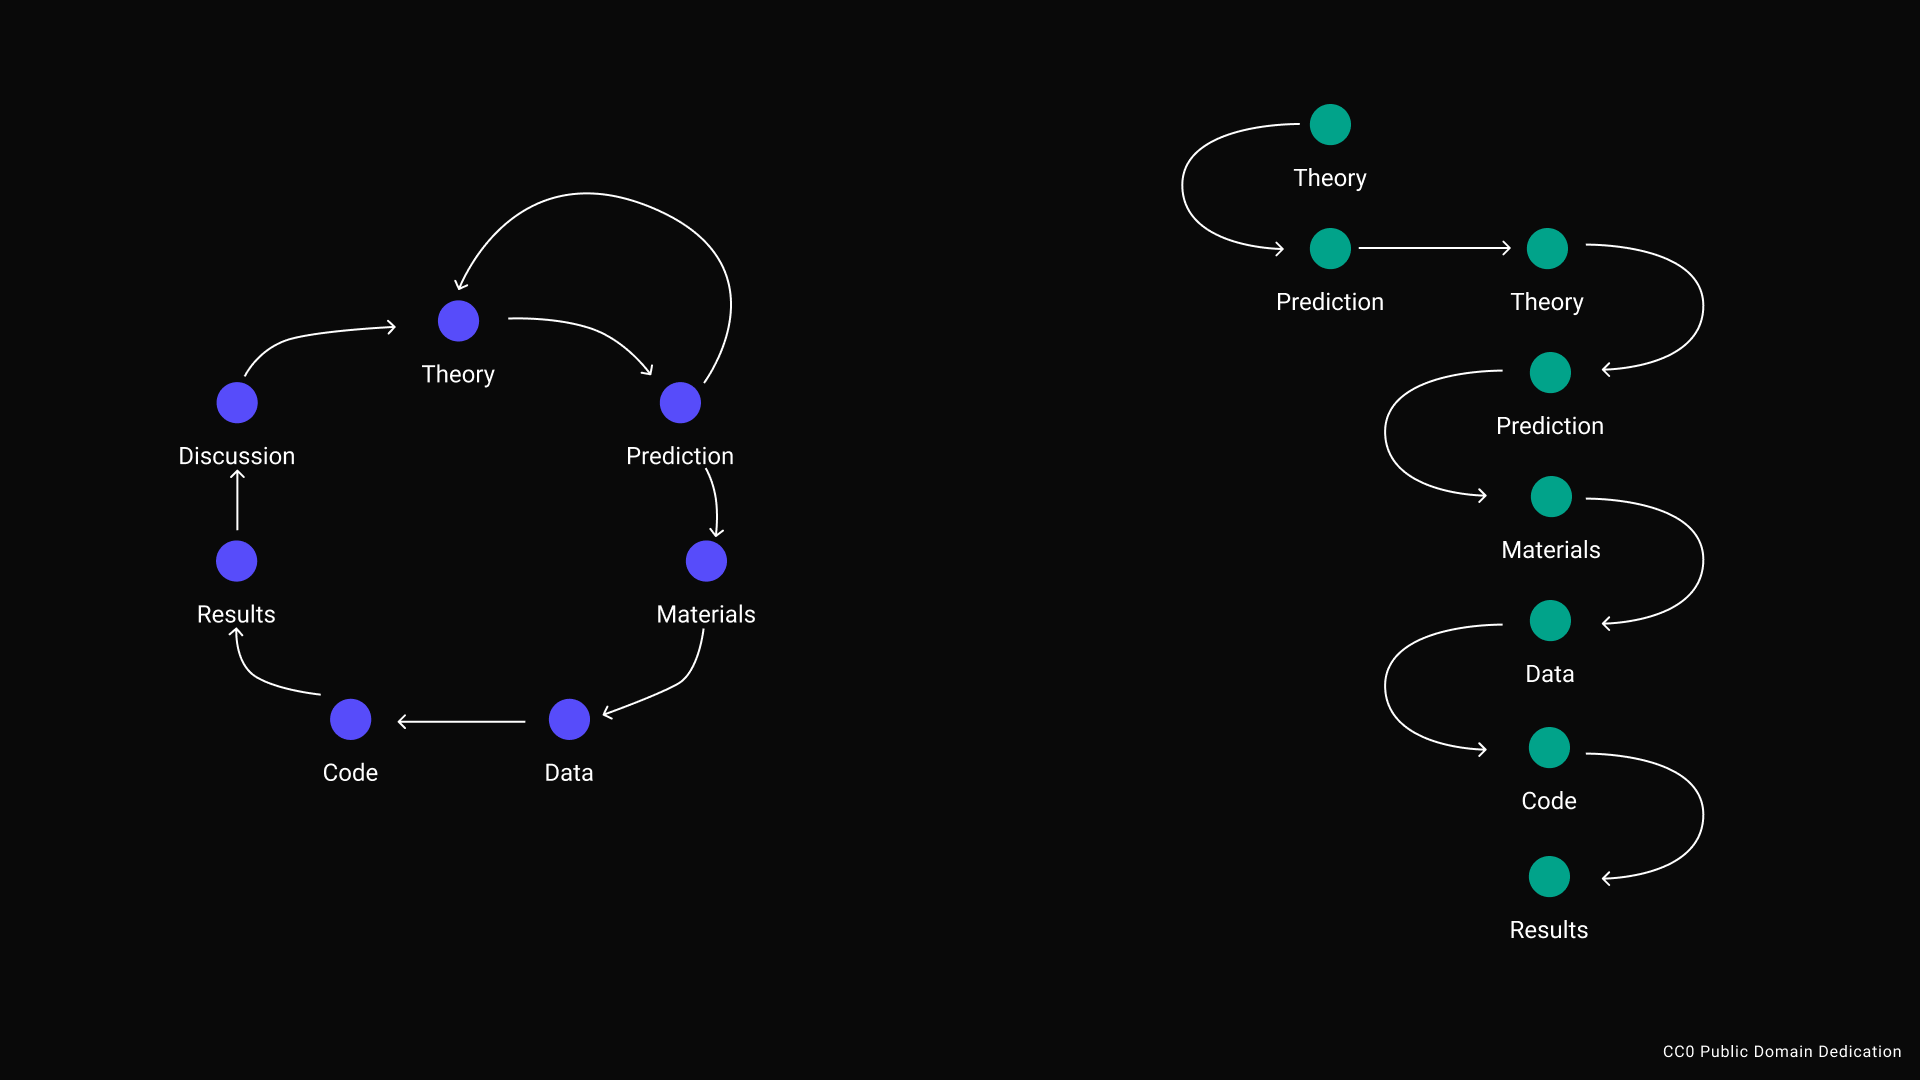 Theory
Prediction
Discussion
Materials
Results
Data
Code
Theory
Prediction
Theory
Prediction
Materials
Data
Code
Results
CC0 Public Domain Dedication